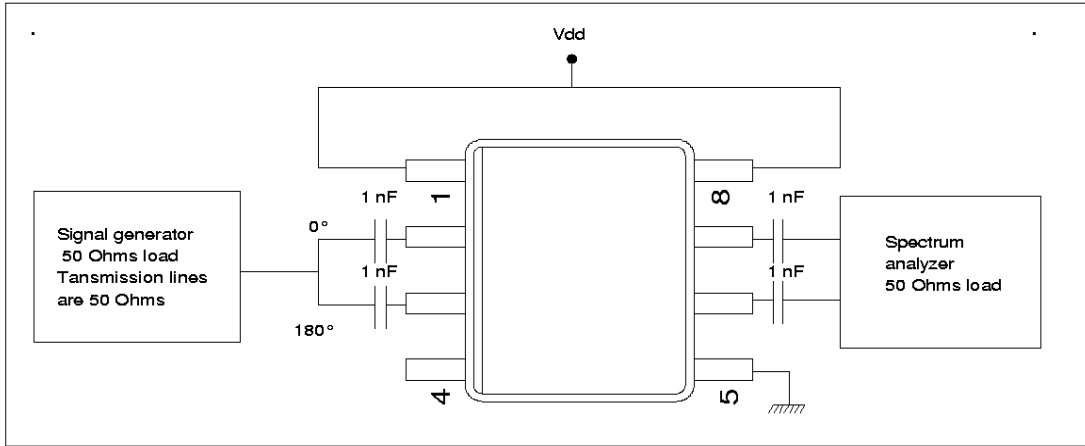 Vdd
1 nF
1
8
1 nF
0°
Signal generator
50 Ohms load
Tansmission lines
are 50 Ohms
1 nF
1 nF
Spectrum
analyzer
50 Ohms load
180°
4
5